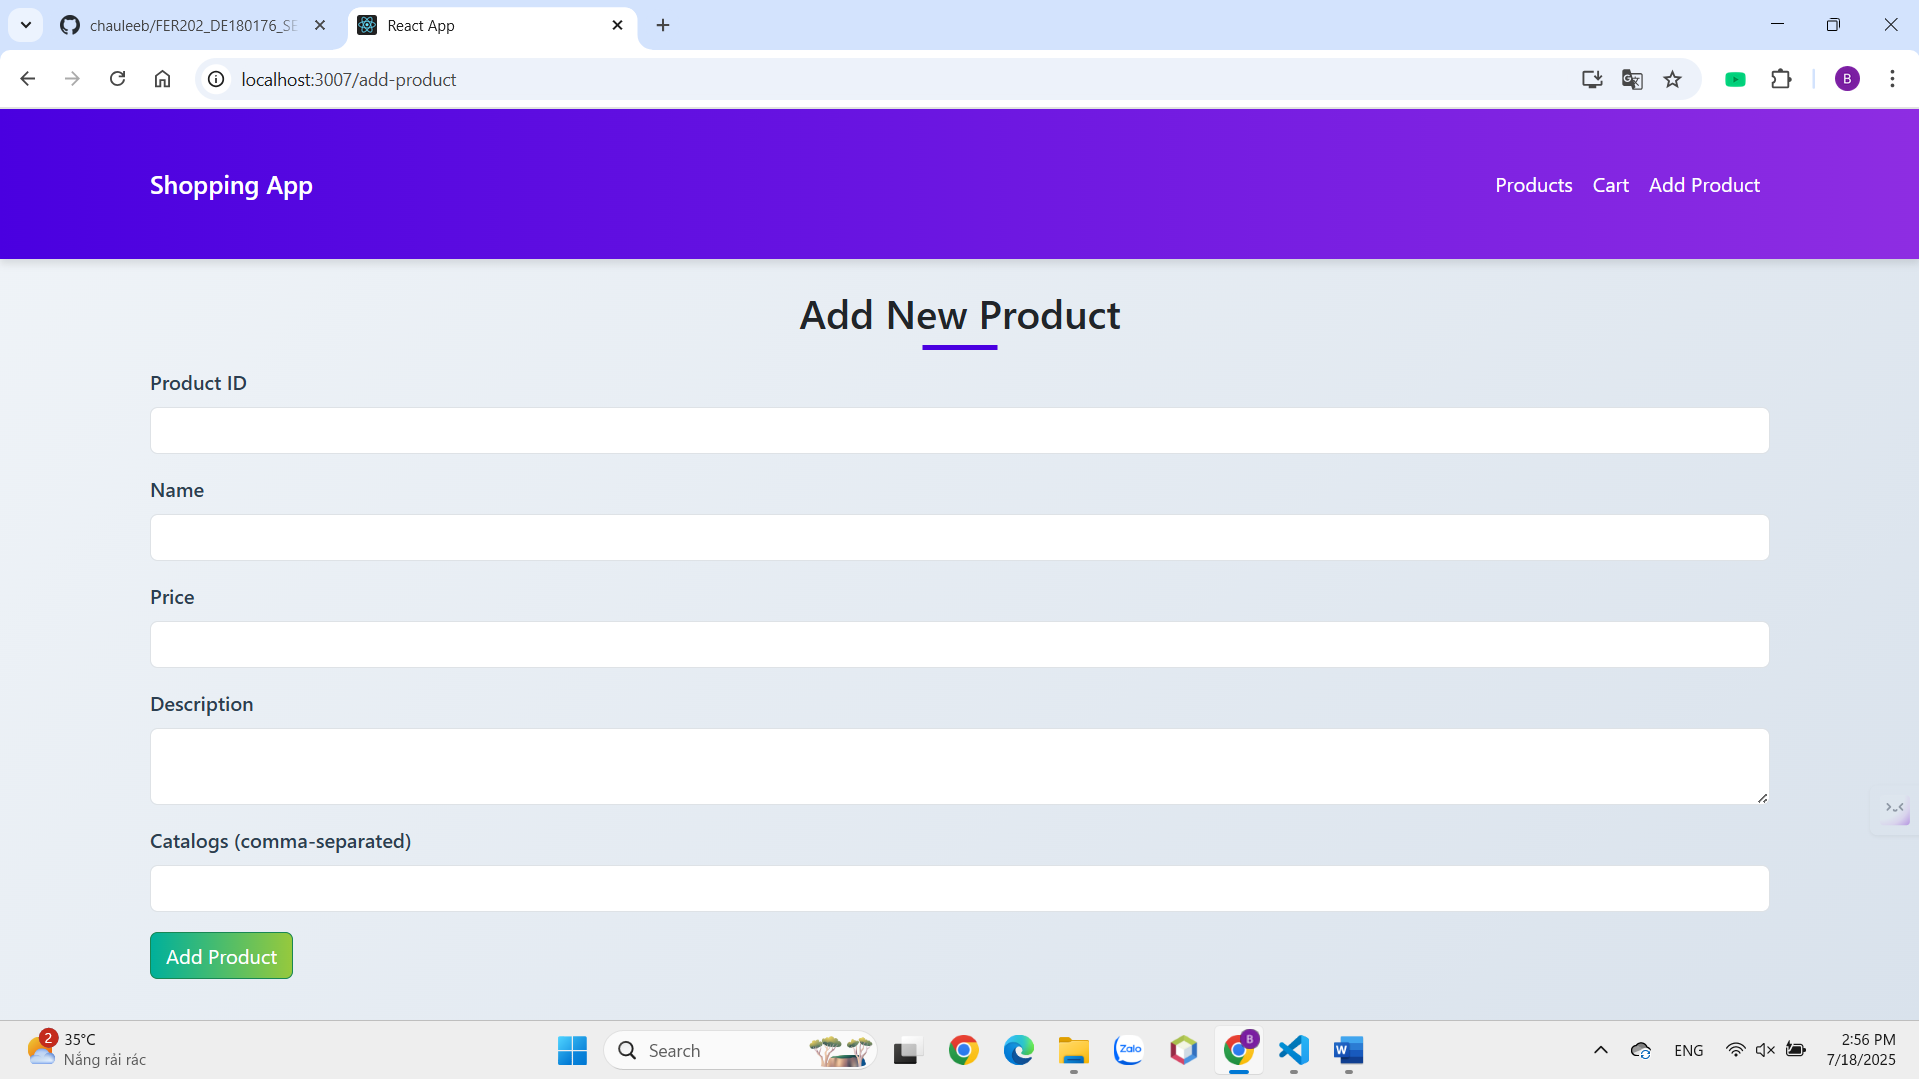 chauleeb/FER202_DE180176_SE
React App
localhost:3007/add-product
B
Shopping App
Products Cart Add Product
Add New Product
Product ID
Name
Price
Description
Catalogs (comma-separated)
Add Product
2
35°C
Nắng rải rác
Search
Zalo
B
W
ENG
2:56 PM
7/18/2025